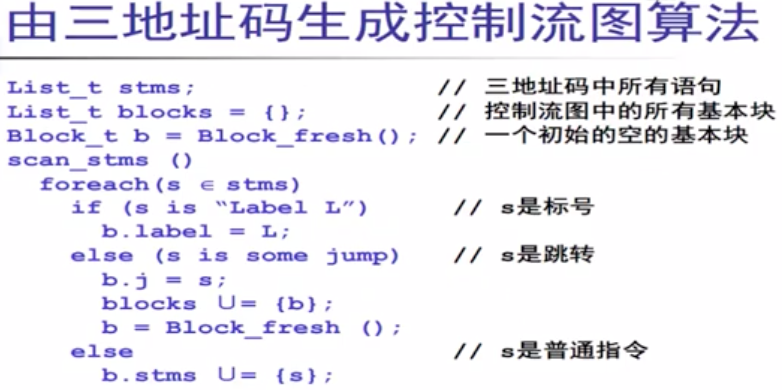 由三地址码生成控制流图算法
List_t stms; // 三地址码中所有语句
List_t blocks = {}; // 控制流图中的所有基本块
Block_t b = Block_fresh(); // 一个初始的空的基本块
scan_stms ()
foreach(s ∈ stms)
if (s is “Label L”) // s是标号
b.label = L;
else (s is some jump) // s是跳转
b.j = s;
blocks ∪= {b};
b = Block_fresh ();
else // s是普通指令
b.stms ∪= {s};